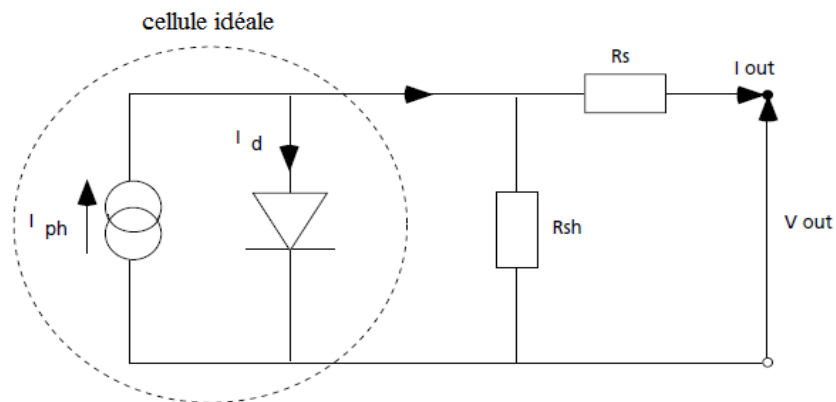 cellule idéale
Rs
I out
I d
I ph
Rsh
V out